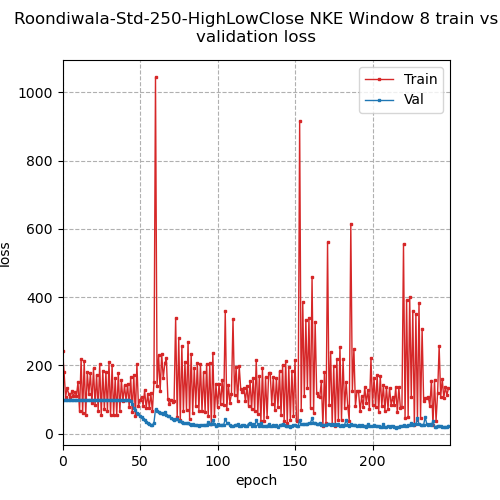 Roondiwala-Std-250-HighLowClose NKE Window 8 train vs
validation loss
Train
Val
1000
800
600
400
200
0
loss
0
50
100
150
200
epoch